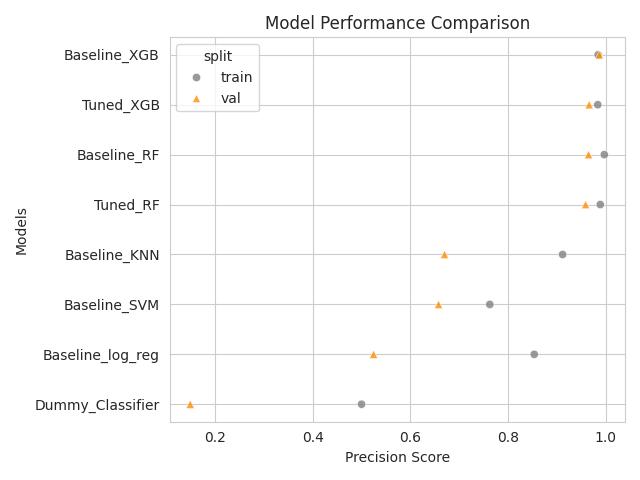 Model Performance Comparison
split
train
val
Baseline_XGB
Tuned_XGB
Baseline_RF
Tuned_RF
Baseline_KNN
Baseline_SVM
Baseline_log_reg
Dummy_Classifier
Models
0.2 0.4 0.6 0.8 1.0
Precision Score